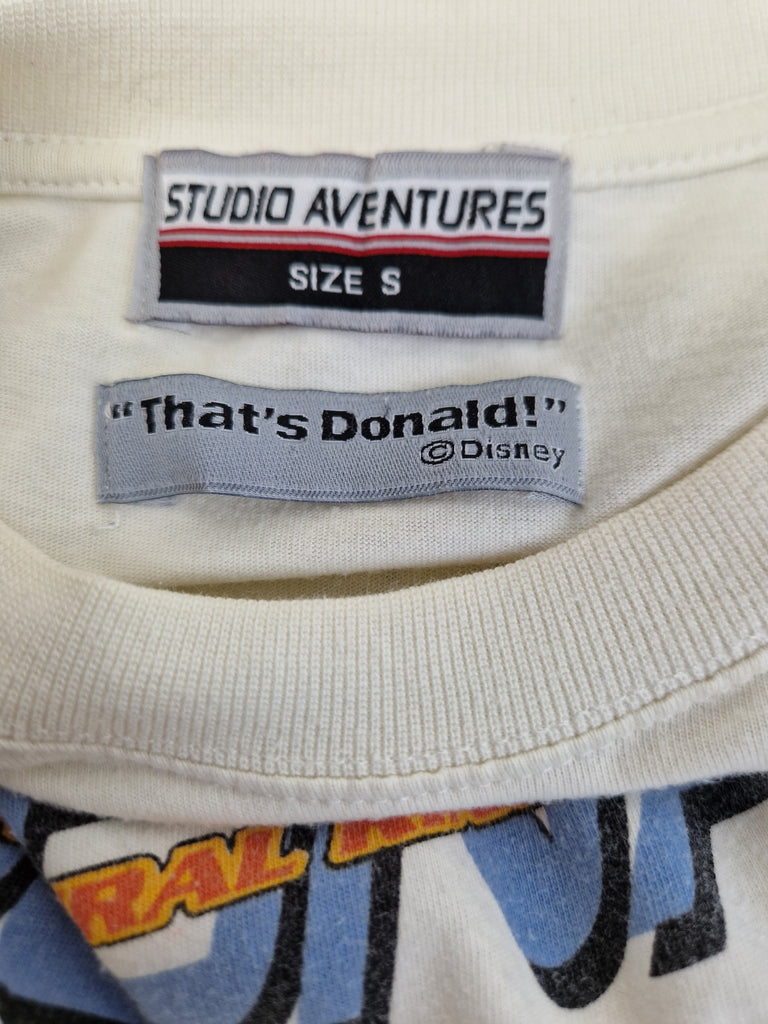 STUDIO AVENTURES
SIZE S
"That's Donald!"
©Disney